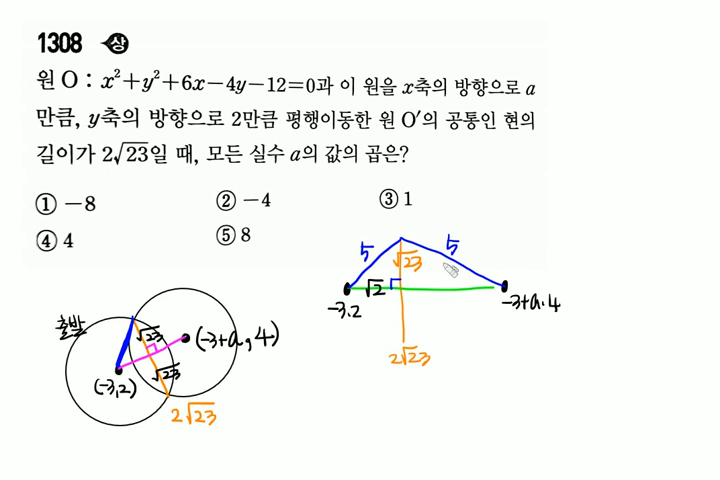 1308 상
원 O : x²+y²+6x-4y-12=0과 이 원을 x축의 방향으로 a
만큼, y축의 방향으로 2만큼 평행이동한 원 O′의 공통인 현의
길이가 2√23일 때, 모든 실수 a의 값의 곱은?
① -8 ② -4 ③ 1
④ 4 ⑤ 8
5 5
√23
√2
-3,2 -3+a,4
2√23
출발
√23
(-3+a, 4)
√23
(-3,2)
2√23